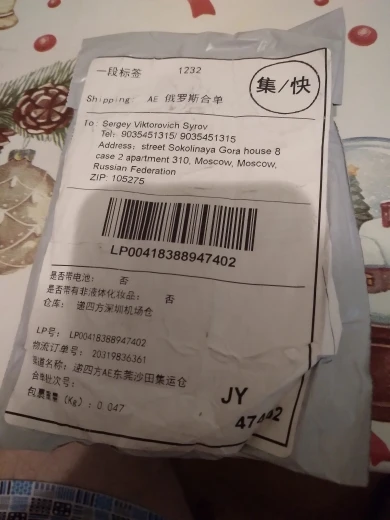 一段标签 1232
集/快
Shipping: AE 俄罗斯合单
To: Sergey Viktorovich Syrov
Tel: 9035451315/ 9035451315
Address: street Sokolinaya Gora house 8
case 2 apartment 310, Moscow, Moscow,
Russian Federation
ZIP: 105275
LP00418388947402
是否带电池: 否
是否带有非液体化妆品: 否
仓库: 递四方深圳机场仓
LP号: LP00418388947402
物流订单号: 20319836361
渠道名称: 递四方AE东莞沙田集运仓
合单批次号:
包裹重量 (Kg): 0.047
JY